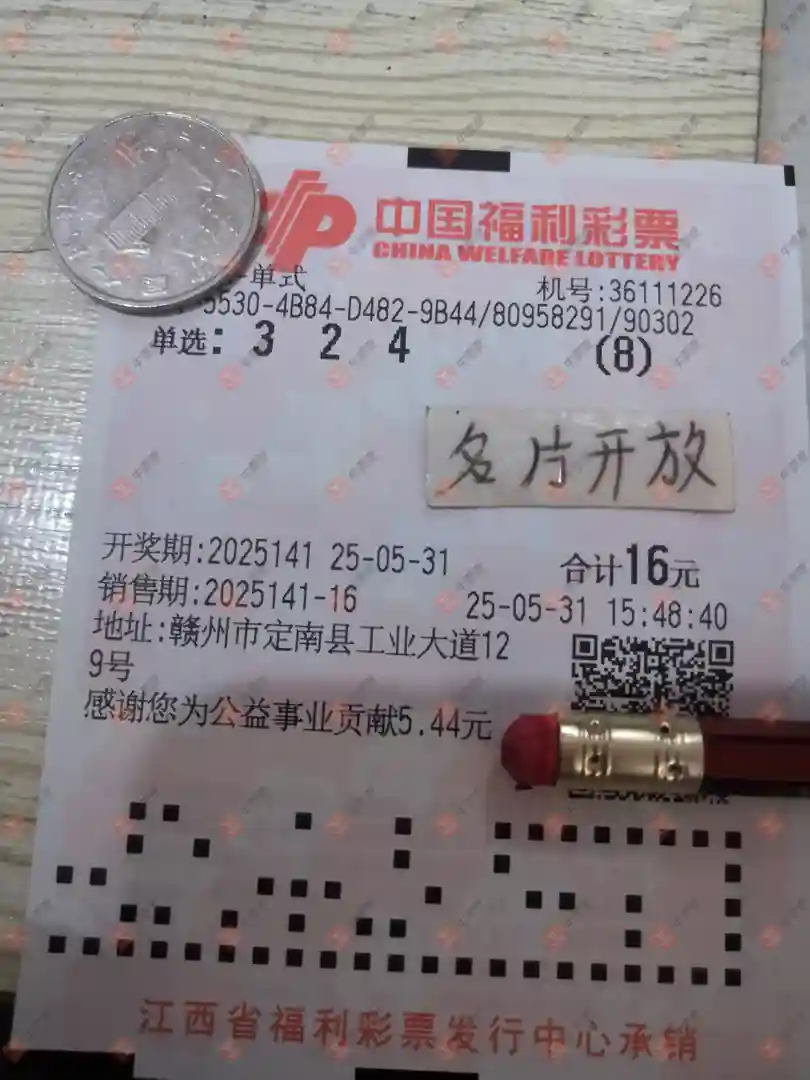 中国福利彩票
CHINA WELFARE LOTTERY
单式 机号:36111226
5530-4B84-D482-9B44/80958291/90302
单选: 3 2 4 (8)
名片开放
开奖期:2025141 25-05-31 合计16元
销售期:2025141-16 25-05-31 15:48:40
地址:赣州市定南县工业大道12
9号
感谢您为公益事业贡献5.44元
江西省福利彩票发行中心承销